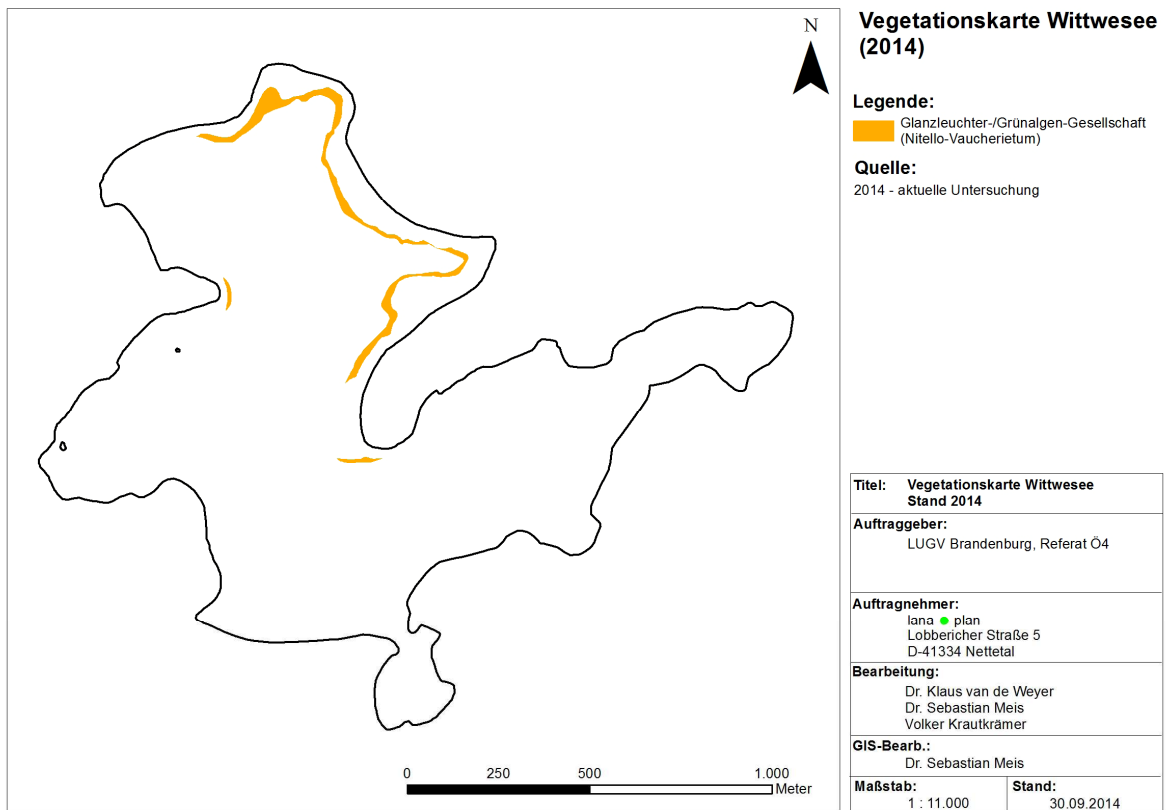 N
0 250 500 1.000
Meter
Vegetationskarte Wittwesee
(2014)
Legende:
Glanzleuchter-/Grünalgen-Gesellschaft
(Nitello-Vaucherietum)
Quelle:
2014 - aktuelle Untersuchung
Titel: Vegetationskarte Wittwesee
Stand 2014
Auftraggeber:
LUGV Brandenburg, Referat Ö4
Auftragnehmer:
lana plan
Lobbericher Straße 5
D-41334 Nettetal
Bearbeitung:
Dr. Klaus van de Weyer
Dr. Sebastian Meis
Volker Krautkrämer
GIS-Bearb.:
Dr. Sebastian Meis
Maßstab: Stand:
1 : 11.000 30.09.2014